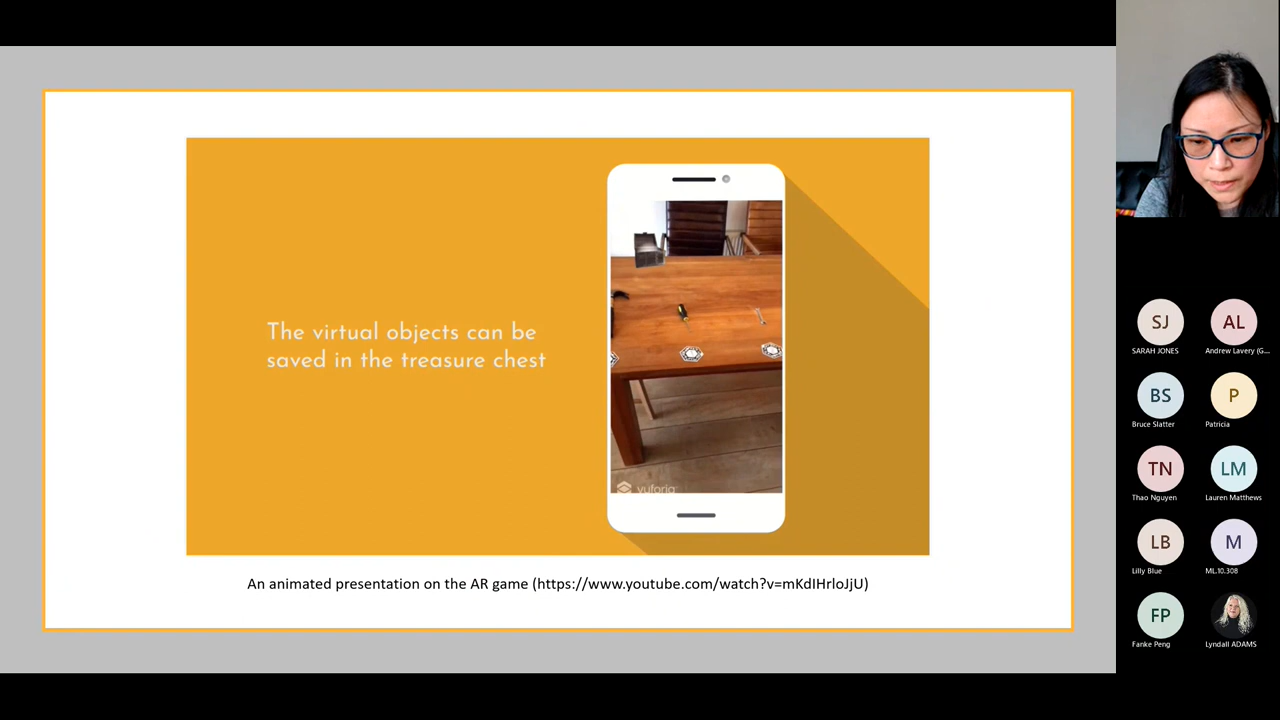 The virtual objects can be
saved in the treasure chest
vuforia
An animated presentation on the AR game (https://www.youtube.com/watch?v=mKdIHrloJjU)
SJ
SARAH JONES
AL
Andrew Lavery (G...
BS
Bruce Slatter
P
Patricia
TN
Thao Nguyen
LM
Lauren Matthews
LB
Lilly Blue
M
ML.10.308
FP
Fanke Peng
Lyndall ADAMS